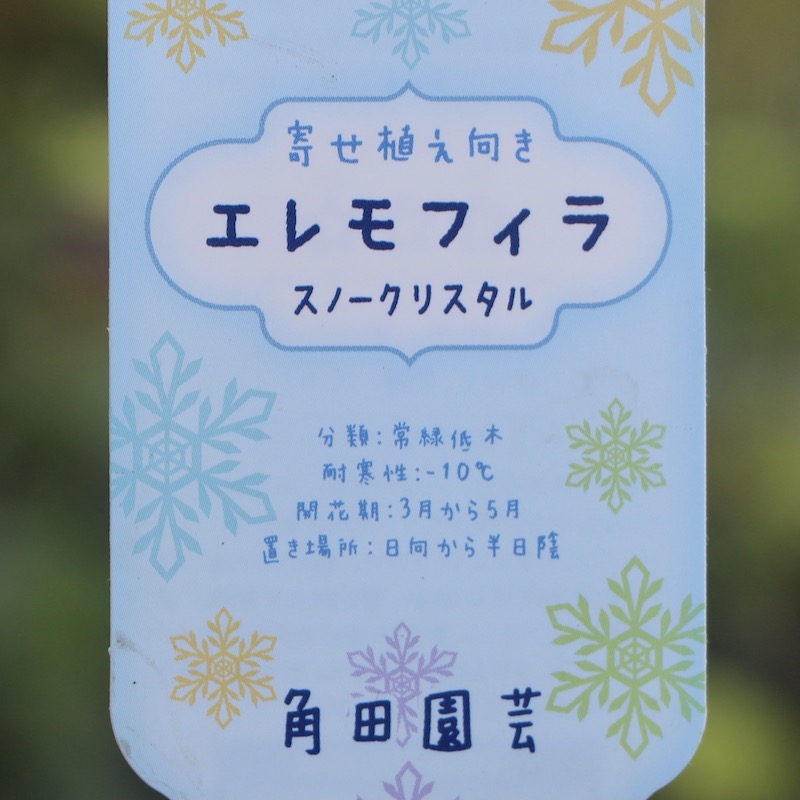 寄せ植え向き
エレモフィラ
スノークリスタル
分類:常緑低木
耐寒性:-10℃
開花期:3月から5月
置き場所:日向から半日陰
角田園芸